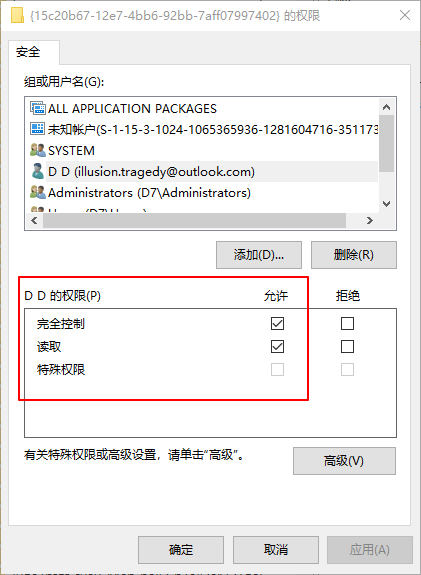 {15c20b67-12e7-4bb6-92bb-7aff07997402} 的权限
安全
组或用户名(G):
ALL APPLICATION PACKAGES
未知帐户(S-1-15-3-1024-1065365936-1281604716-351173
SYSTEM
D D (illusion.tragedy@outlook.com)
Administrators (D7\Administrators)
添加(D)...
删除(R)
D D 的权限(P)
允许
拒绝
完全控制
读取
特殊权限
有关特殊权限或高级设置，请单击“高级”。
高级(V)
确定
取消
应用(A)